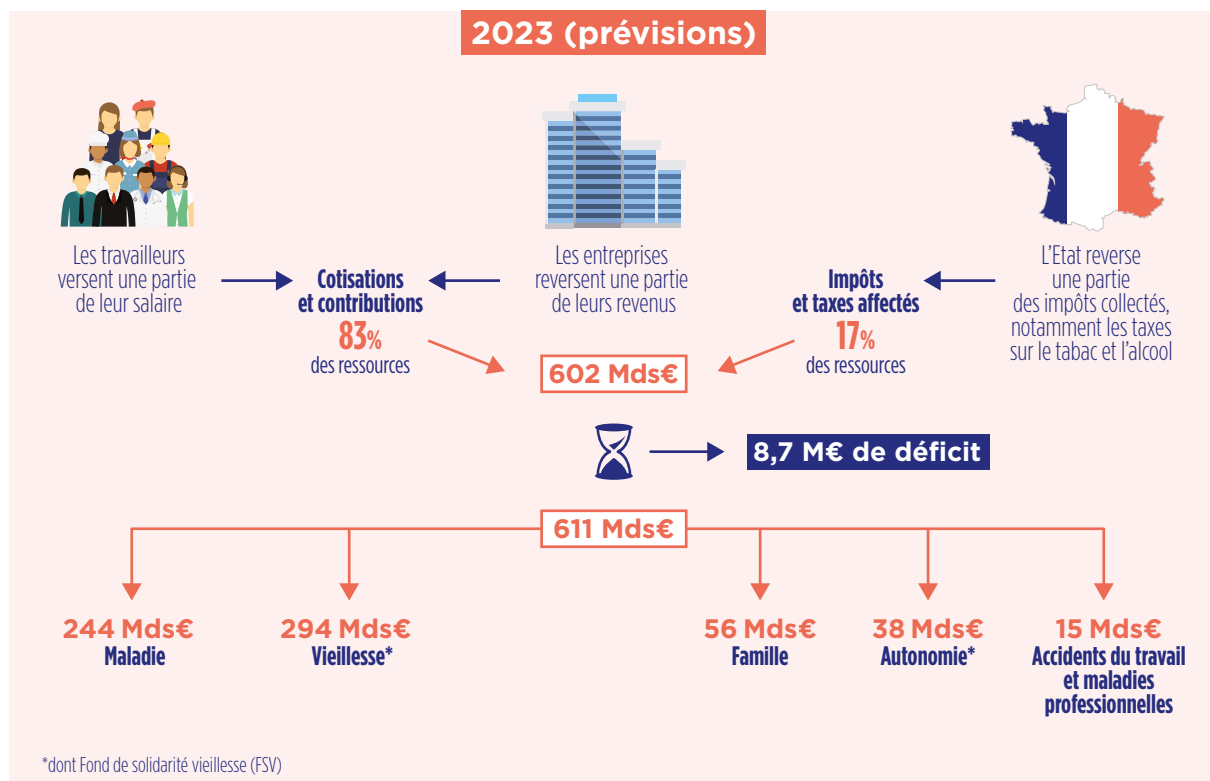 2023 (prévisions)
Les travailleurs
versent une partie
de leur salaire
Cotisations
et contributions
83%
des ressources
Les entreprises
reversent une partie
de leurs revenus
Impôts
et taxes affectés
17%
des ressources
L'Etat reverse
une partie
des impôts collectés,
notamment les taxes
sur le tabac et l'alcool
602 Mds€
8,7 M€ de déficit
611 Mds€
244 Mds€
Maladie
294 Mds€
Vieillesse*
56 Mds€
Famille
38 Mds€
Autonomie*
15 Mds€
Accidents du travail
et maladies
professionnelles
*dont Fond de solidarité vieillesse (FSV)